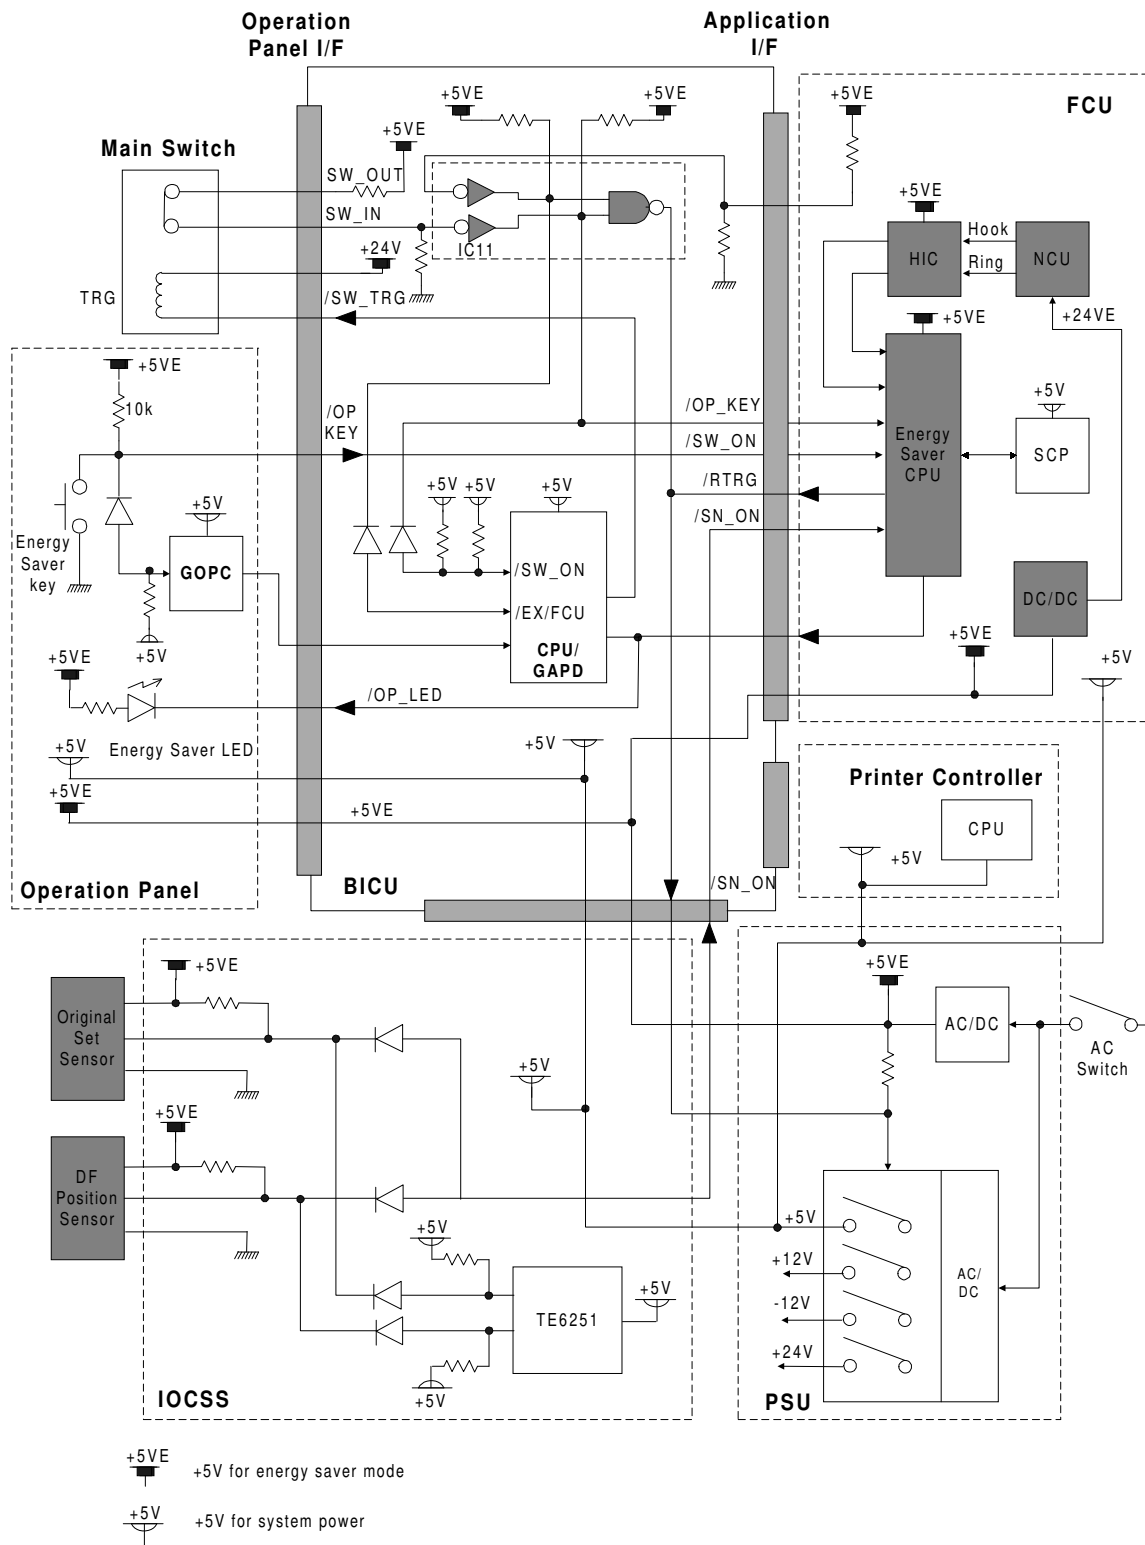 Operation
Panel I/F
Application
I/F
+5VE
+5VE
+5VE
FCU
+5VE
Main Switch
SW_OUT
SW_IN
+24V
IC11
TRG
/SW_TRG
+5VE
HIC
Hook
Ring
NCU
+5VE
+24VE
+5VE
10k
/OP
KEY
/OP_KEY
/SW_ON
/RTRG
/SN_ON
Energy
Saver
CPU
+5V
SCP
+5V
+5V
+5V
+5V
Energy
Saver
key
GOPC
/SW_ON
/EX/FCU
CPU/
GAPD
DC/DC
+5V
+5VE
+5VE
+5V
/OP_LED
Energy Saver LED
+5V
+5V
+5VE
+5VE
Printer Controller
CPU
+5V
Operation Panel
BICU
/SN_ON
+5VE
+5VE
Original
Set
Sensor
AC/DC
AC
Switch
+5V
+5VE
DF
Position
Sensor
+5V
+5V
+12V
-12V
+24V
AC/
DC
TE6251
+5V
+5V
IOCSS
PSU
+5VE
+5V for energy saver mode
+5V
+5V for system power